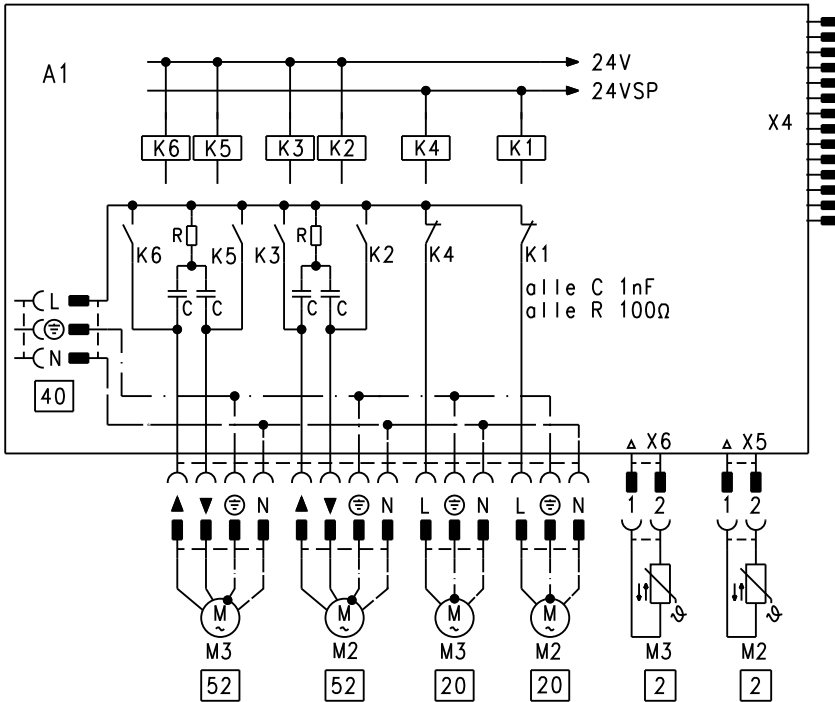 A1
24V
24VSP
X4
K6 K5 K3 K2 K4 K1
R R
K6 K5 K3 K2 K4 K1
C C C C
alle C 1nF
alle R 100Ω
L
N
40
X6 X5
N N L N L N 1 2 1 2
M M M M
~ ~ ~ ~
ϑ ϑ
M3 M2 M3 M2 M3 M2
52 52 20 20 2 2